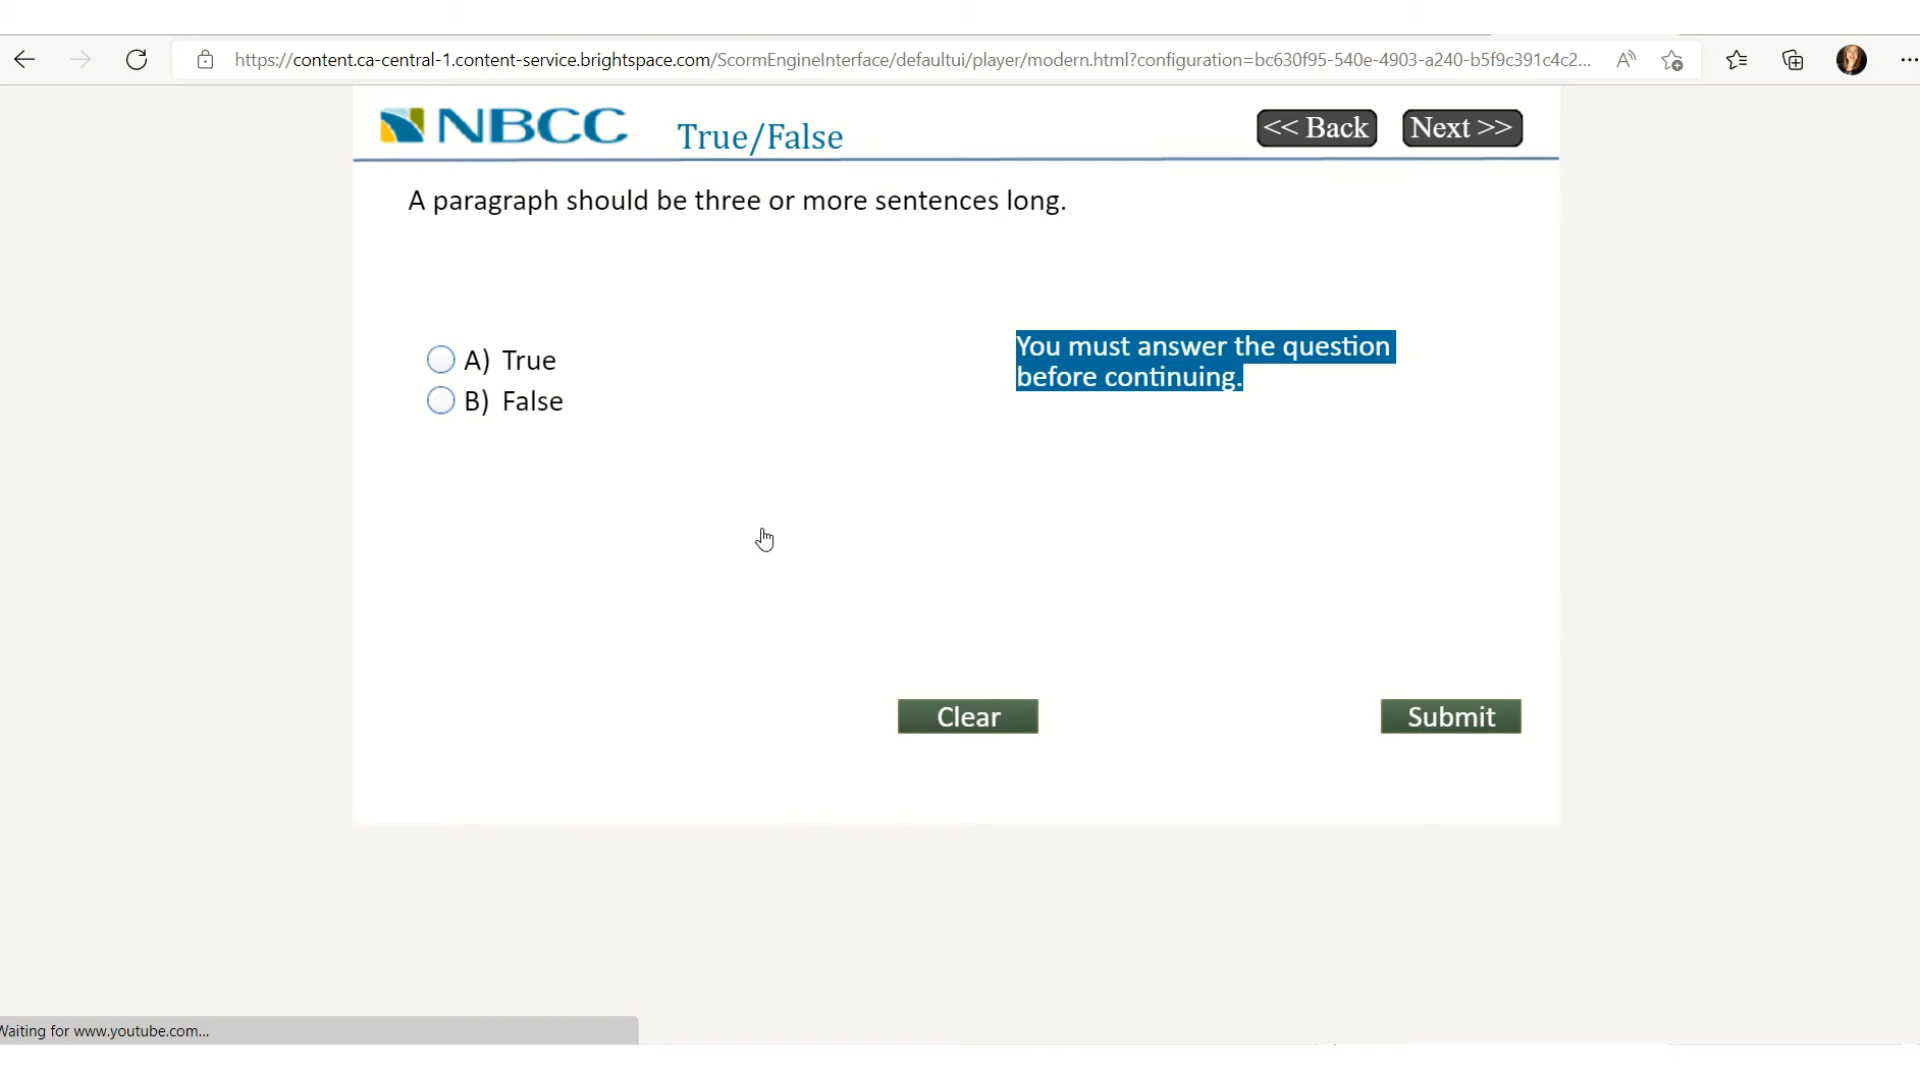 https://content.ca-central-1.content-service.brightspace.com/ScormEngineInterface/defaultui/player/modern.html?configuration=bc630f95-540e-4903-a240-b5f9c391c4c2...
NBCC
True/False
<< Back
Next >>
A paragraph should be three or more sentences long.
A) True
B) False
You must answer the question
before continuing.
Clear
Submit
Waiting for www.youtube.com...